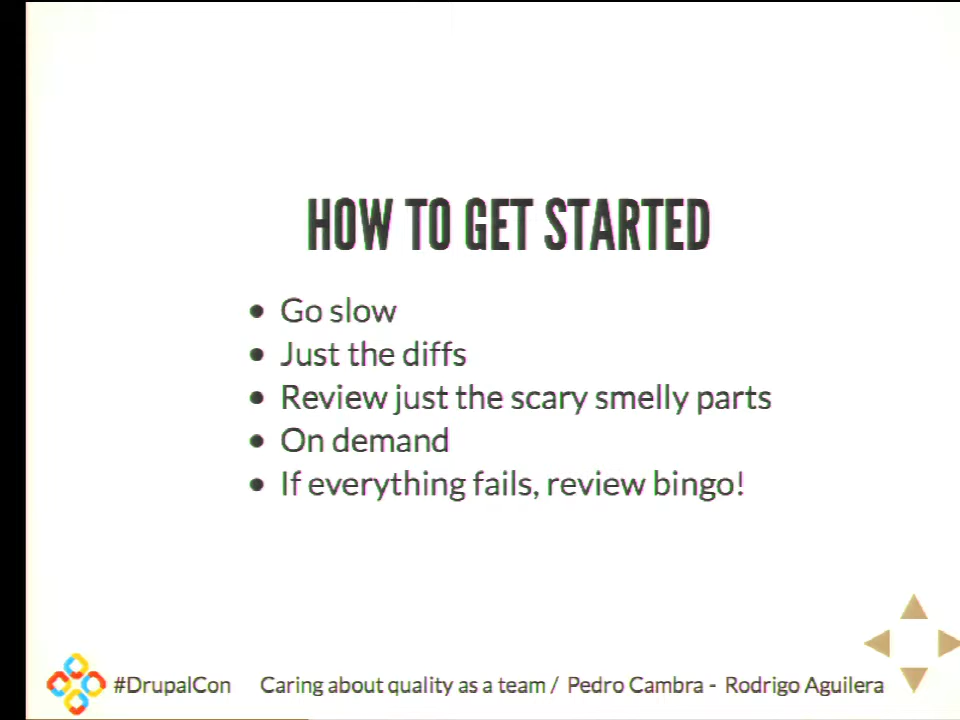 HOW TO GET STARTED
Go slow
Just the diffs
Review just the scary smelly parts
On demand
If everything fails, review bingo!
#DrupalCon Caring about quality as a team / Pedro Cambra - Rodrigo Aguilera